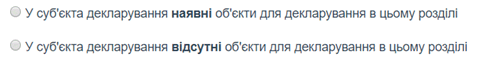 У суб'єкта декларування наявні об'єкти для декларування в цьому розділі
У суб'єкта декларування відсутні об'єкти для декларування в цьому розділі